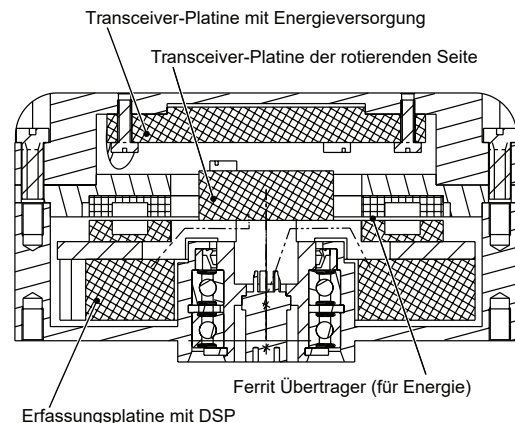 Transceiver-Platine mit Energieversorgung
Transceiver-Platine der rotierenden Seite
Ferrit Übertrager (für Energie)
Erfassungsplatine mit DSP